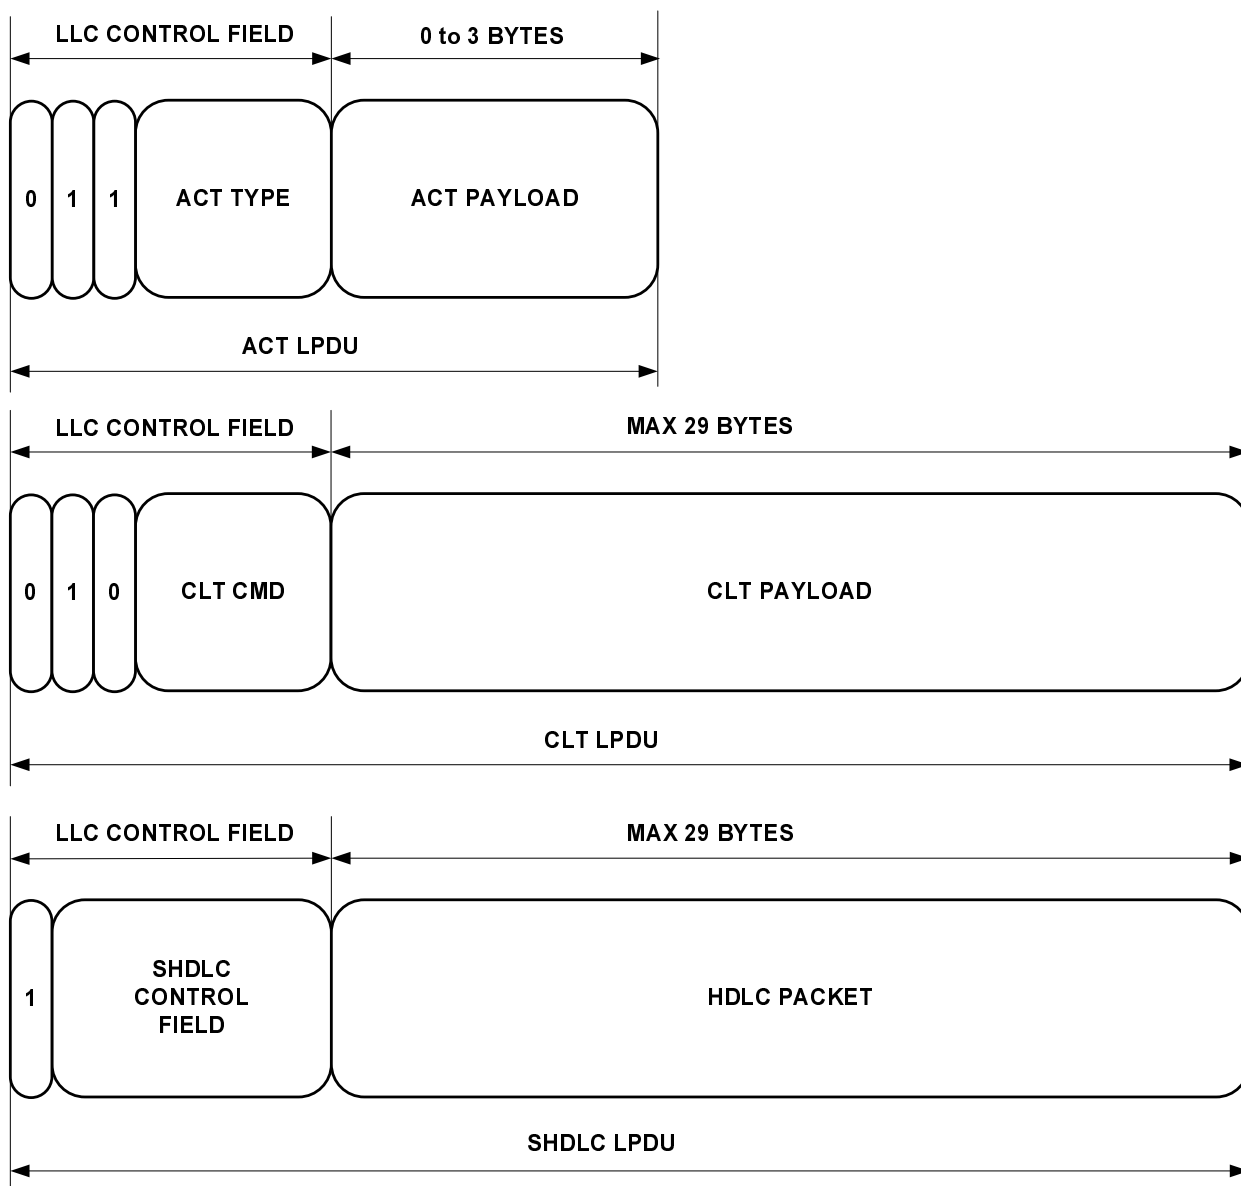 LLC CONTROL FIELD
0 to 3 BYTES
0 1 1 ACT TYPE ACT PAYLOAD
ACT LPDU
LLC CONTROL FIELD
MAX 29 BYTES
0 1 0 CLT CMD CLT PAYLOAD
CLT LPDU
LLC CONTROL FIELD
MAX 29 BYTES
1
SHDLC
CONTROL
FIELD
HDLC PACKET
SHDLC LPDU